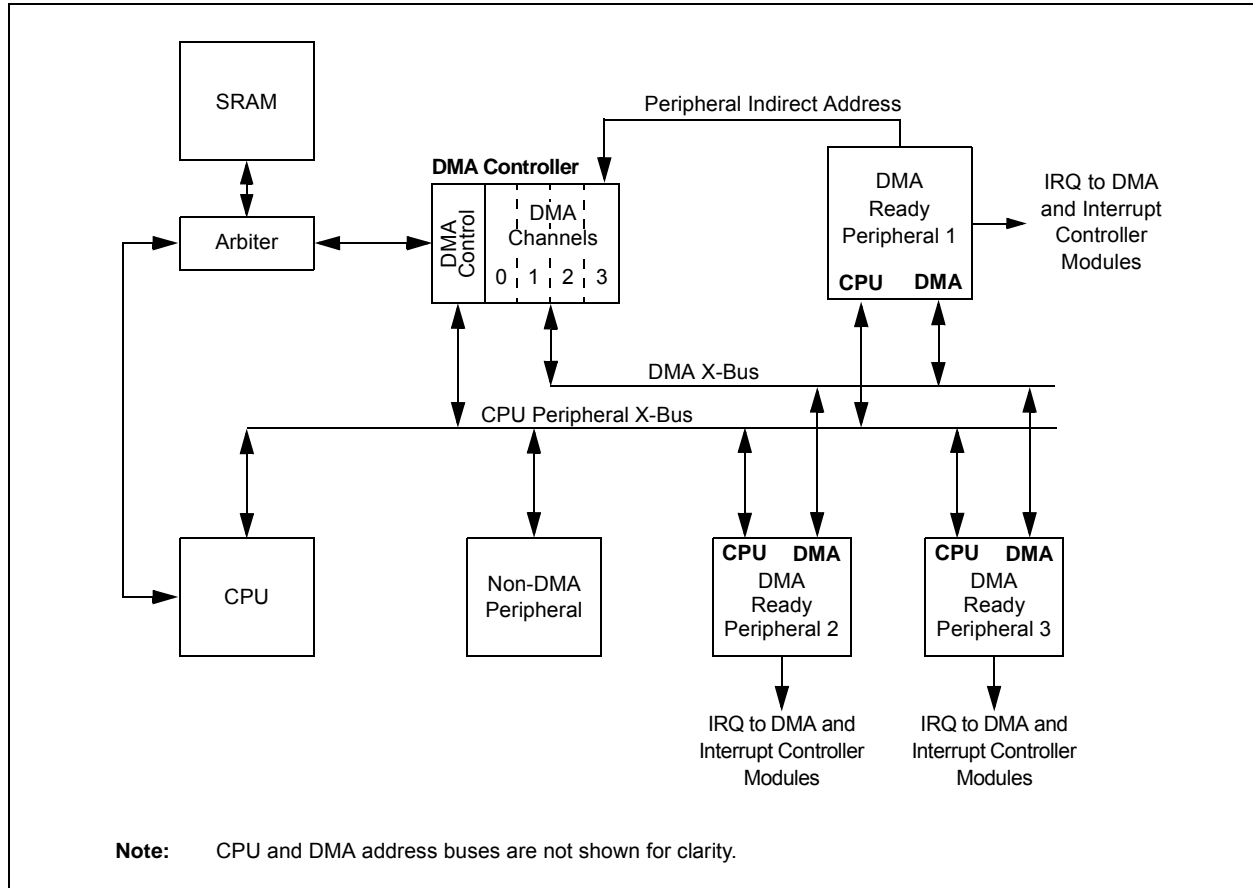 SRAM
Peripheral Indirect Address
DMA Controller
Arbiter
DMA
Control
DMA
Channels
0 1 2 3
DMA
Ready
Peripheral 1
CPU DMA
IRQ to DMA
and Interrupt
Controller
Modules
DMA X-Bus
CPU Peripheral X-Bus
CPU
Non-DMA
Peripheral
CPU DMA
DMA
Ready
Peripheral 2
CPU DMA
DMA
Ready
Peripheral 3
IRQ to DMA and
Interrupt Controller
Modules
IRQ to DMA and
Interrupt Controller
Modules
Note: CPU and DMA address buses are not shown for clarity.